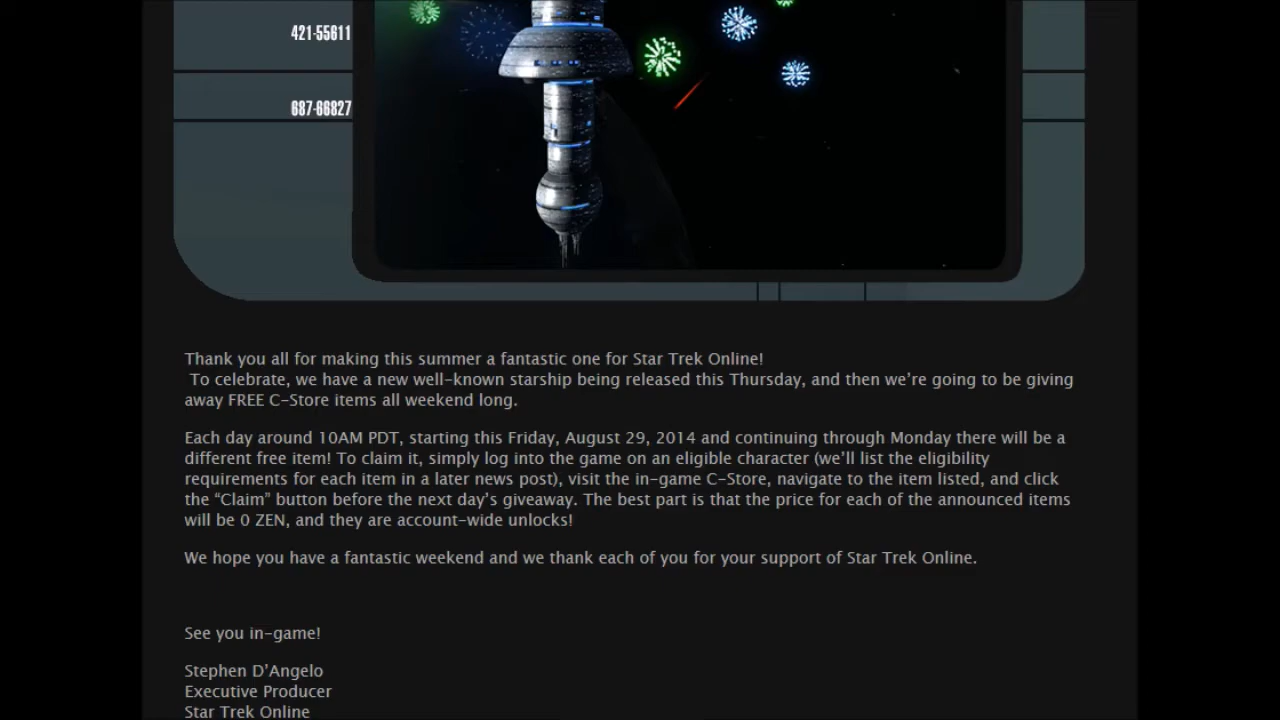 421-55611
687-66827
Thank you all for making this summer a fantastic one for Star Trek Online!
To celebrate, we have a new well-known starship being released this Thursday, and then we’re going to be giving
away FREE C-Store items all weekend long.
Each day around 10AM PDT, starting this Friday, August 29, 2014 and continuing through Monday there will be a
different free item! To claim it, simply log into the game on an eligible character (we’ll list the eligibility
requirements for each item in a later news post), visit the in-game C-Store, navigate to the item listed, and click
the “Claim” button before the next day’s giveaway. The best part is that the price for each of the announced items
will be 0 ZEN, and they are account-wide unlocks!
We hope you have a fantastic weekend and we thank each of you for your support of Star Trek Online.
See you in-game!
Stephen D’Angelo
Executive Producer
Star Trek Online